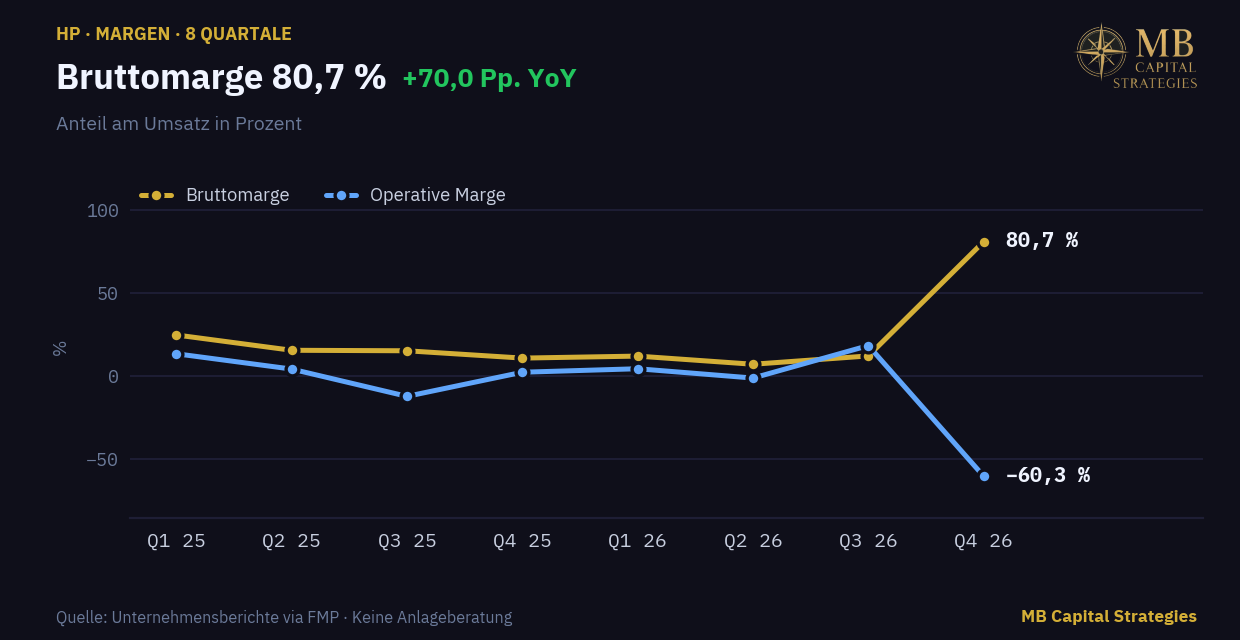 HP · MARGEN · 8 QUARTALE
MB
CAPITAL
STRATEGIES
Bruttomarge 80,7 % +70,0 Pp. YoY
Anteil am Umsatz in Prozent
Bruttomarge Operative Marge
100
50
0
−50
%
80,7 %
−60,3 %
Q1 25 Q2 25 Q3 25 Q4 25 Q1 26 Q2 26 Q3 26 Q4 26
Quelle: Unternehmensberichte via FMP · Keine Anlageberatung
MB Capital Strategies